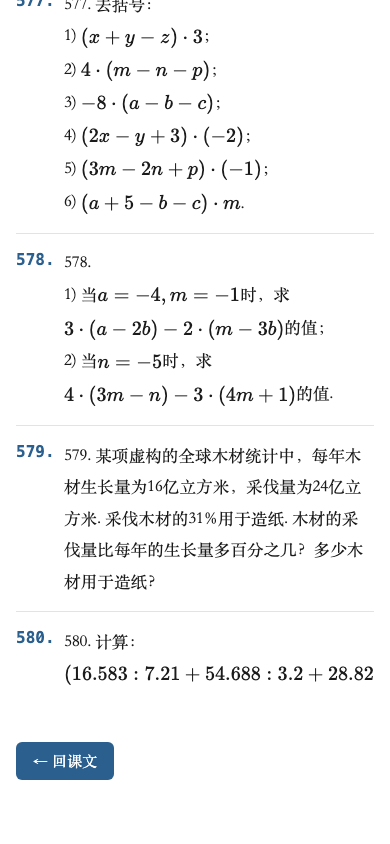 577. 577. 去括号：
1) (x + y − z) · 3;
2) 4 · (m − n − p);
3) −8 · (a − b − c);
4) (2x − y + 3) · (−2);
5) (3m − 2n + p) · (−1);
6) (a + 5 − b − c) · m.
578. 578.
1) 当a = −4, m = −1时，求
3 · (a − 2b) − 2 · (m − 3b)的值；
2) 当n = −5时，求
4 · (3m − n) − 3 · (4m + 1)的值.
579. 579. 某项虚构的全球木材统计中，每年木
材生长量为16亿立方米，采伐量为24亿立
方米. 采伐木材的31%用于造纸. 木材的采
伐量比每年的生长量多百分之几？多少木
材用于造纸？
580. 580. 计算：
(16.583 : 7.21 + 54.688 : 3.2 + 28.82
← 回课文